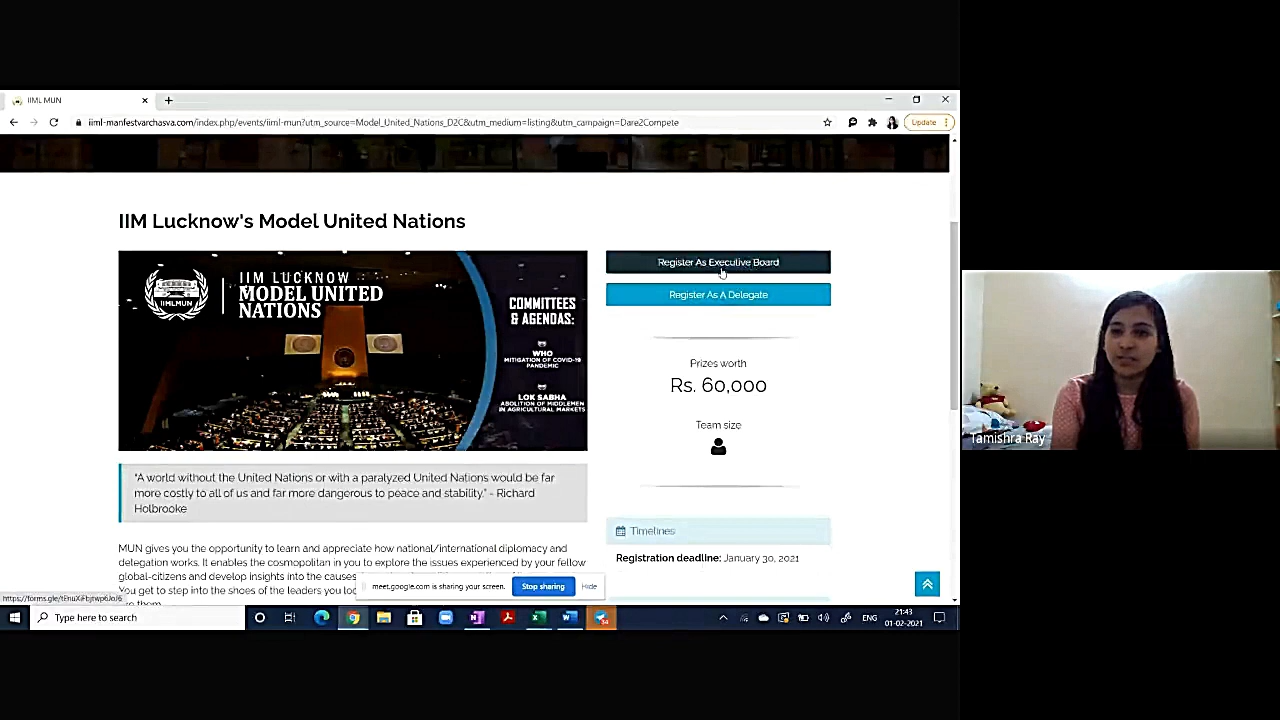 IIML MUN
iiml-manfestvarchasva.com/index.php/events/iiml-mun?utm_source=Model_United_Nations_D2C&utm_medium=listing&utm_campaign=Dare2Compete
Update
IIM Lucknow's Model United Nations
IIMLMUN
IIM LUCKNOW
MODEL UNITED
NATIONS
COMMITTEES
& AGENDAS:
WHO
MITIGATION OF COVID-19
PANDEMIC
LOK SABHA
ABOLITION OF MIDDLEMEN
IN AGRICULTURAL MARKETS
Register As Executive Board
Register As A Delegate
Prizes worth
Rs. 60,000
Team size
"A world without the United Nations or with a paralyzed United Nations would be far
more costly to all of us and far more dangerous to peace and stability." - Richard
Holbrooke
Timelines
Registration deadline: January 30, 2021
MUN gives you the opportunity to learn and appreciate how national/international diplomacy and
delegation works. It enables the cosmopolitan in you to explore the issues experienced by your fellow
global-citizens and develop insights into the causes
You get to step into the shoes of the leaders you
them
meet.google.com is sharing your screen.
Stop sharing
Hide
Type here to search
ENG
21:43
01-02-2021
Tamishra Ray